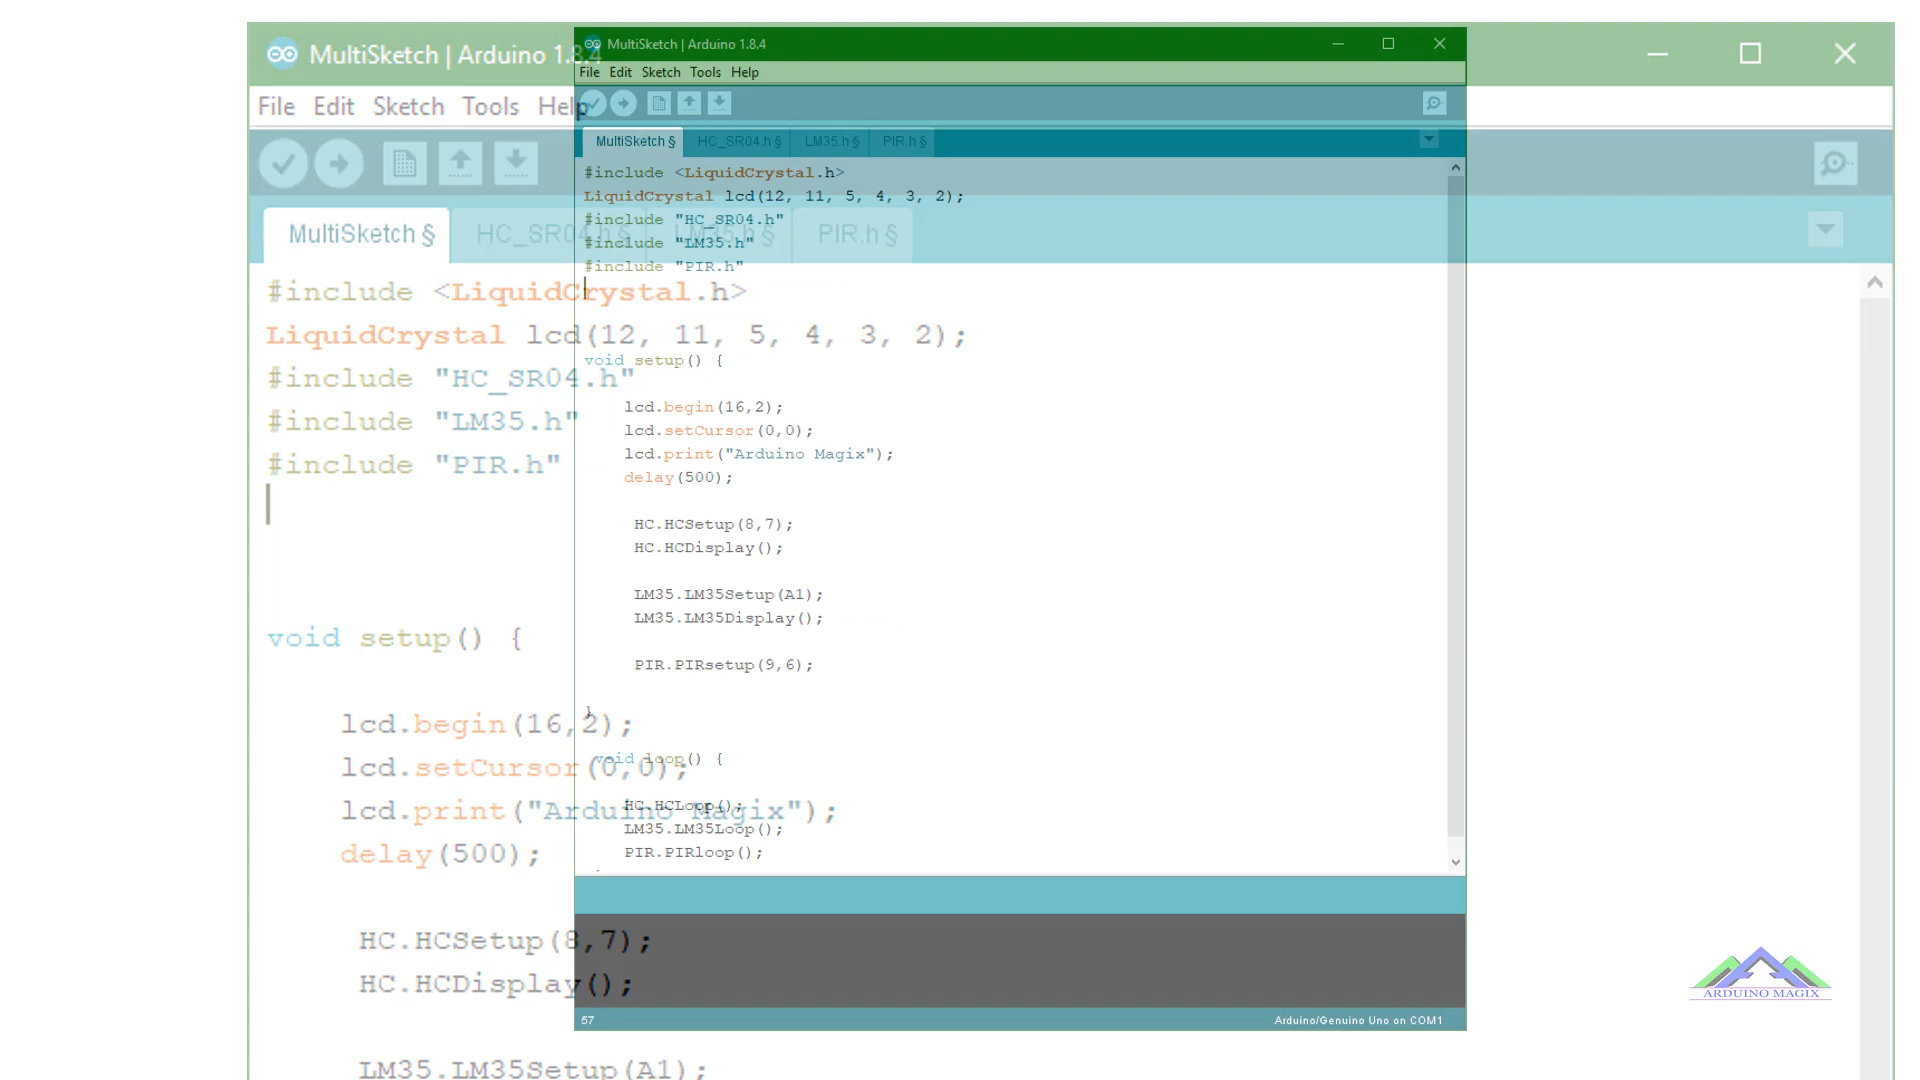 MultiSketch | Arduino 1.8.4
File Edit Sketch Tools Help
MultiSketch § HC_SR04.h § LM35.h § PIR.h §
#include <LiquidCrystal.h>
LiquidCrystal lcd(12, 11, 5, 4, 3, 2);
#include "HC_SR04.h"
#include "LM35.h"
#include "PIR.h"
void setup() {
lcd.begin(16,2);
lcd.setCursor(0,0);
lcd.print("Arduino Magix");
delay(500);
HC.HCSetup(8,7);
HC.HCDisplay();
LM35.LM35Setup(A1);
MultiSketch | Arduino 1.8.4
File Edit Sketch Tools Help
MultiSketch § HC_SR04.h § LM35.h § PIR.h §
#include <LiquidCrystal.h>
LiquidCrystal lcd(12, 11, 5, 4, 3, 2);
#include "HC_SR04.h"
#include "LM35.h"
#include "PIR.h"
void setup() {
lcd.begin(16,2);
lcd.setCursor(0,0);
lcd.print("Arduino Magix");
delay(500);
HC.HCSetup(8,7);
HC.HCDisplay();
LM35.LM35Setup(A1);
LM35.LM35Display();
PIR.PIRsetup(9,6);
}
void loop() {
HC.HCLoop();
LM35.LM35Loop();
PIR.PIRloop();
57
Arduino/Genuino Uno on COM1
ARDUINO MAGIX